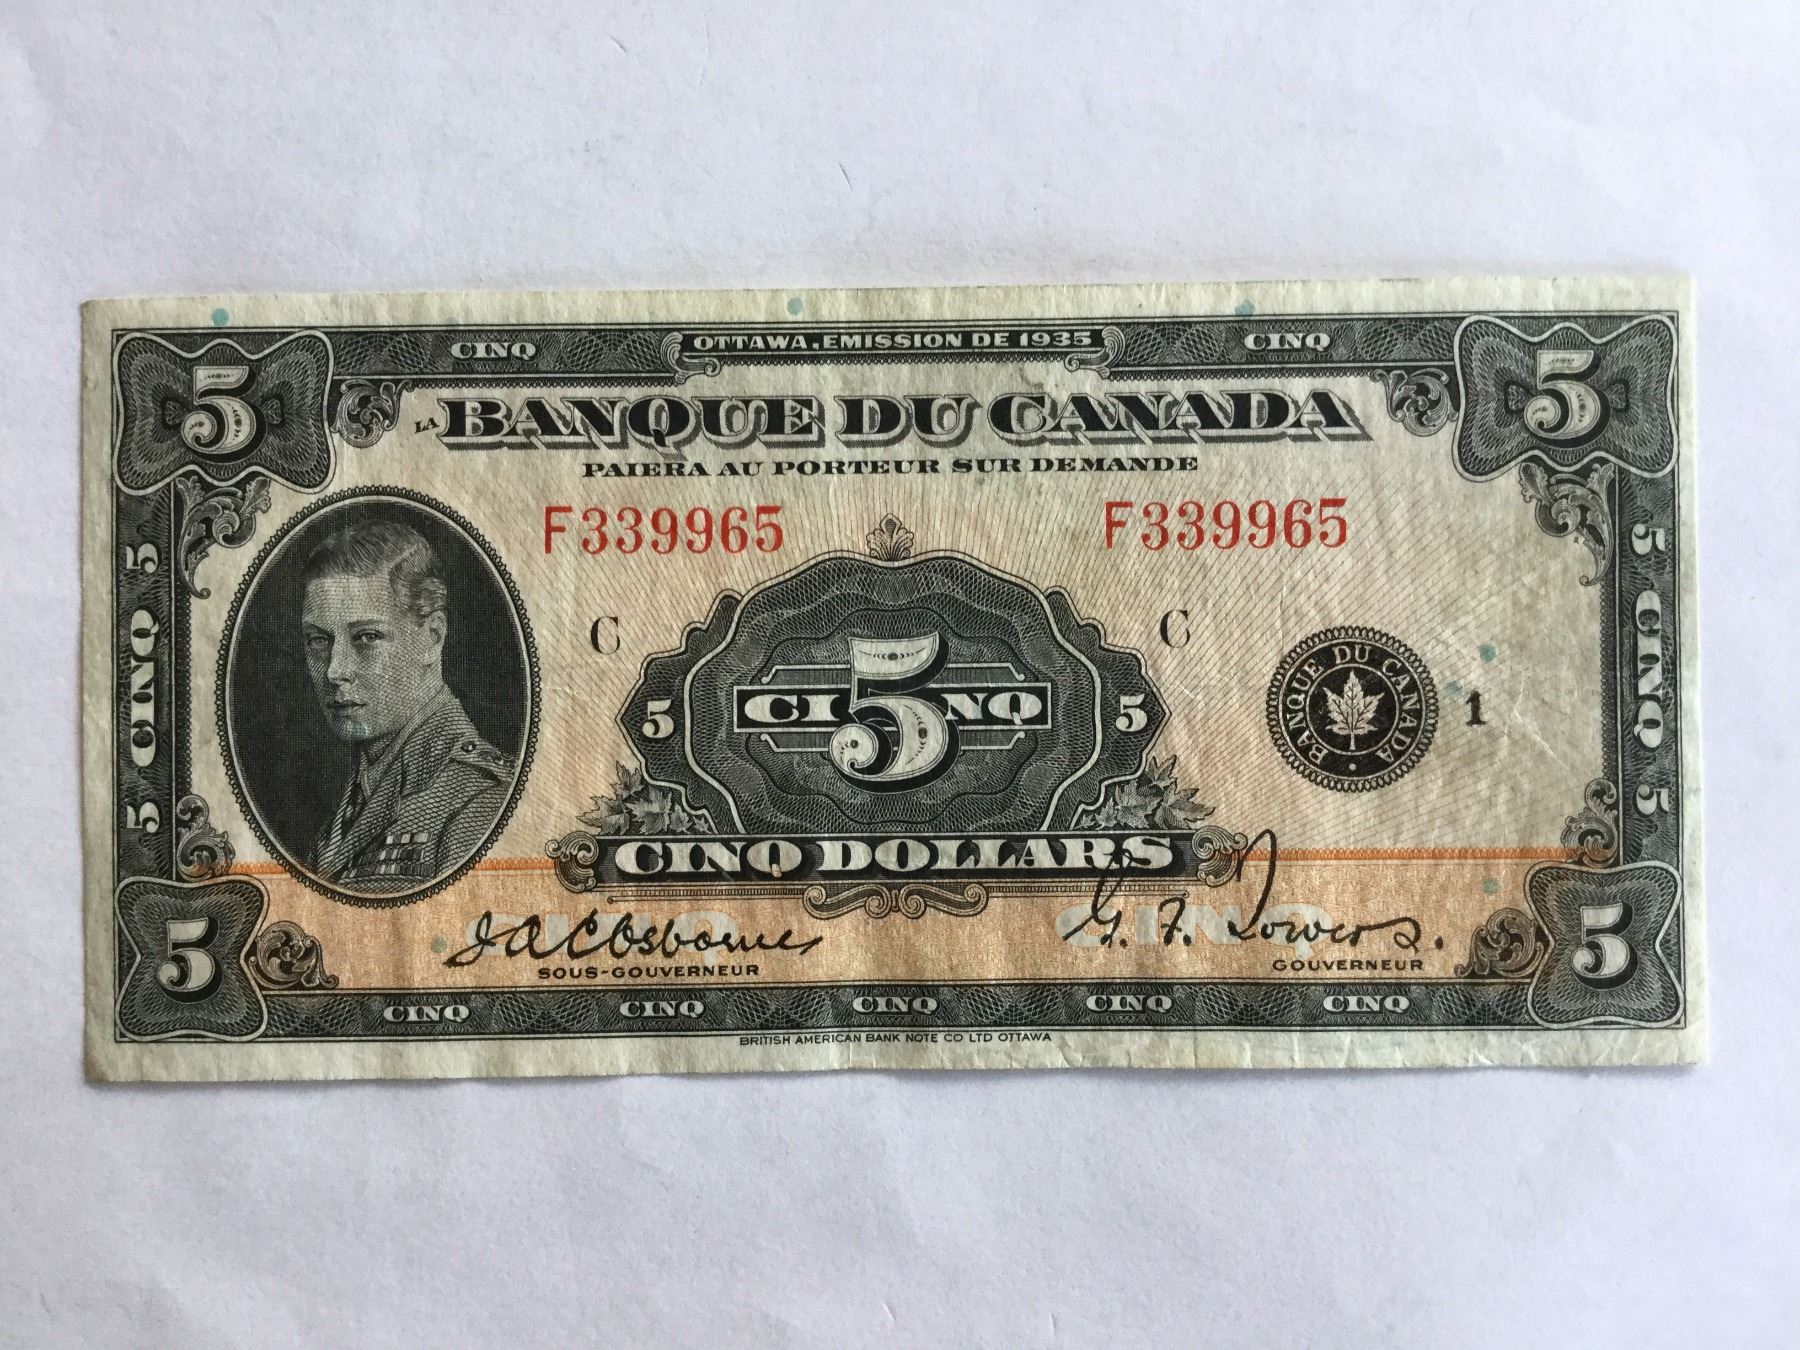 OTTAWA, EMISSION DE 1935
CINQ CINQ
5 5
LA BANQUE DU CANADA
PAIERA AU PORTEUR SUR DEMANDE
F339965 F339965
C C
5 CINQ 5
5 CINQ 5
5 CINQ 5 5
BANQUE DU CANADA
1
CINQ DOLLARS
CINQ CINQ
J A C Osborne
SOUS-GOUVERNEUR
G. F. Towers.
GOUVERNEUR
5 5
CINQ CINQ CINQ CINQ CINQ
BRITISH AMERICAN BANK NOTE CO LTD OTTAWA